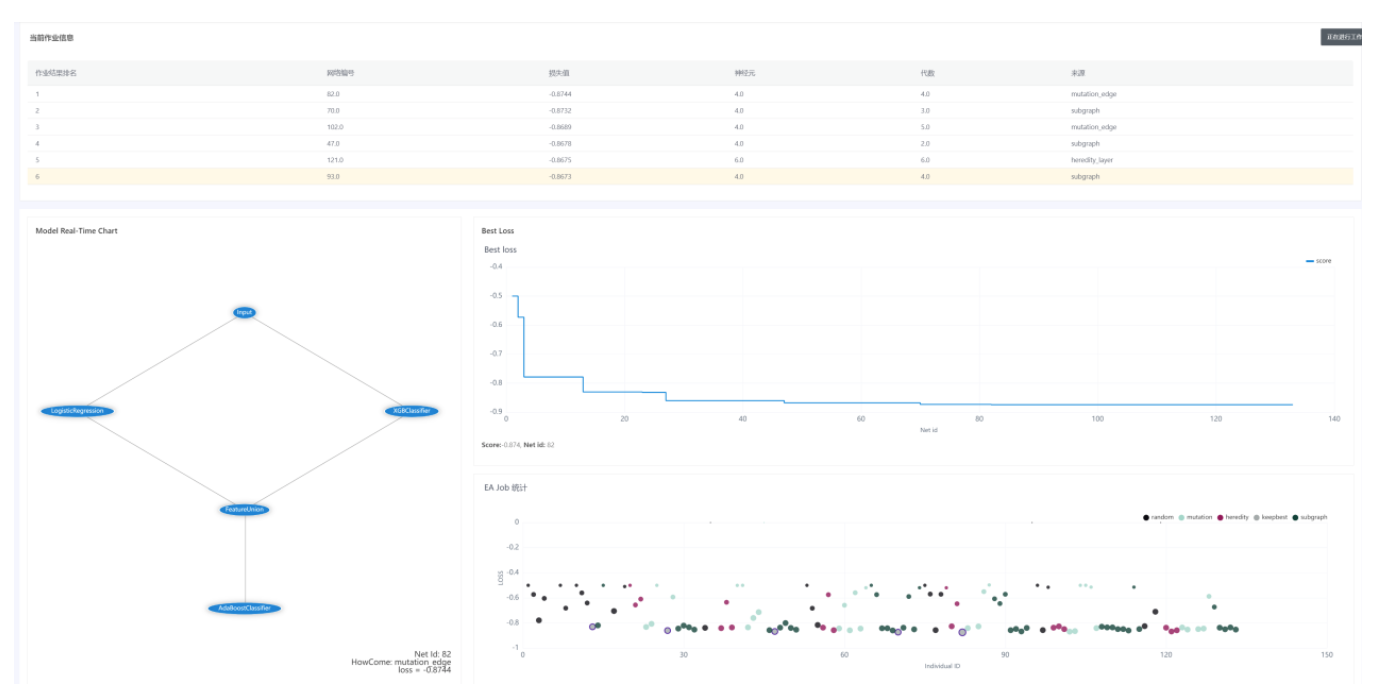 当前作业信息
正在进行工作
作业结果排名 网络编号 损失值 神经元 代数 来源
1 82.0 -0.8744 4.0 4.0 mutation_edge
2 70.0 -0.8732 4.0 3.0 subgraph
3 102.0 -0.8689 4.0 5.0 mutation_edge
4 47.0 -0.8678 4.0 2.0 subgraph
5 121.0 -0.8675 6.0 6.0 heredity_layer
6 93.0 -0.8673 4.0 4.0 subgraph
Model Real-Time Chart
Input
LogisticRegression XGBClassifier
FeatureUnion
AdaBoostClassifier
Net Id: 82
HowCome: mutation_edge
loss = -0.8744
Best Loss
Best loss
score
-0.4
-0.5
-0.6
-0.7
-0.8
-0.9
0 20 40 60 80 100 120 140
Net id
Score:-0.874, Net id: 82
EA Job 统计
random mutation heredity keepbest subgraph
LOSS
0
-0.2
-0.4
-0.6
-0.8
-1
0 30 60 90 120 150
Individual ID